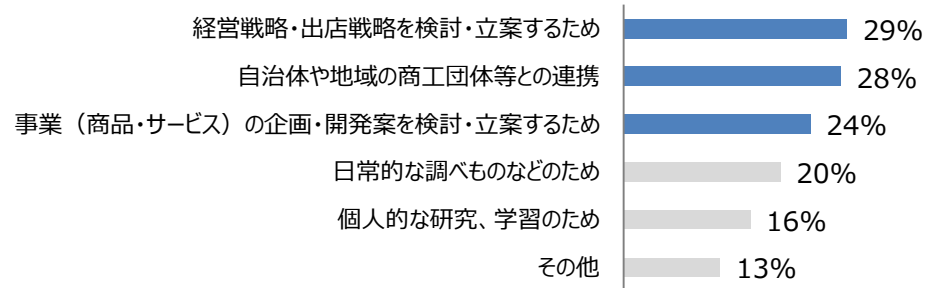 経営戦略・出店戦略を検討・立案するため 29%
自治体や地域の商工団体等との連携 28%
事業（商品・サービス）の企画・開発案を検討・立案するため 24%
日常的な調べものなどのため 20%
個人的な研究、学習のため 16%
その他 13%